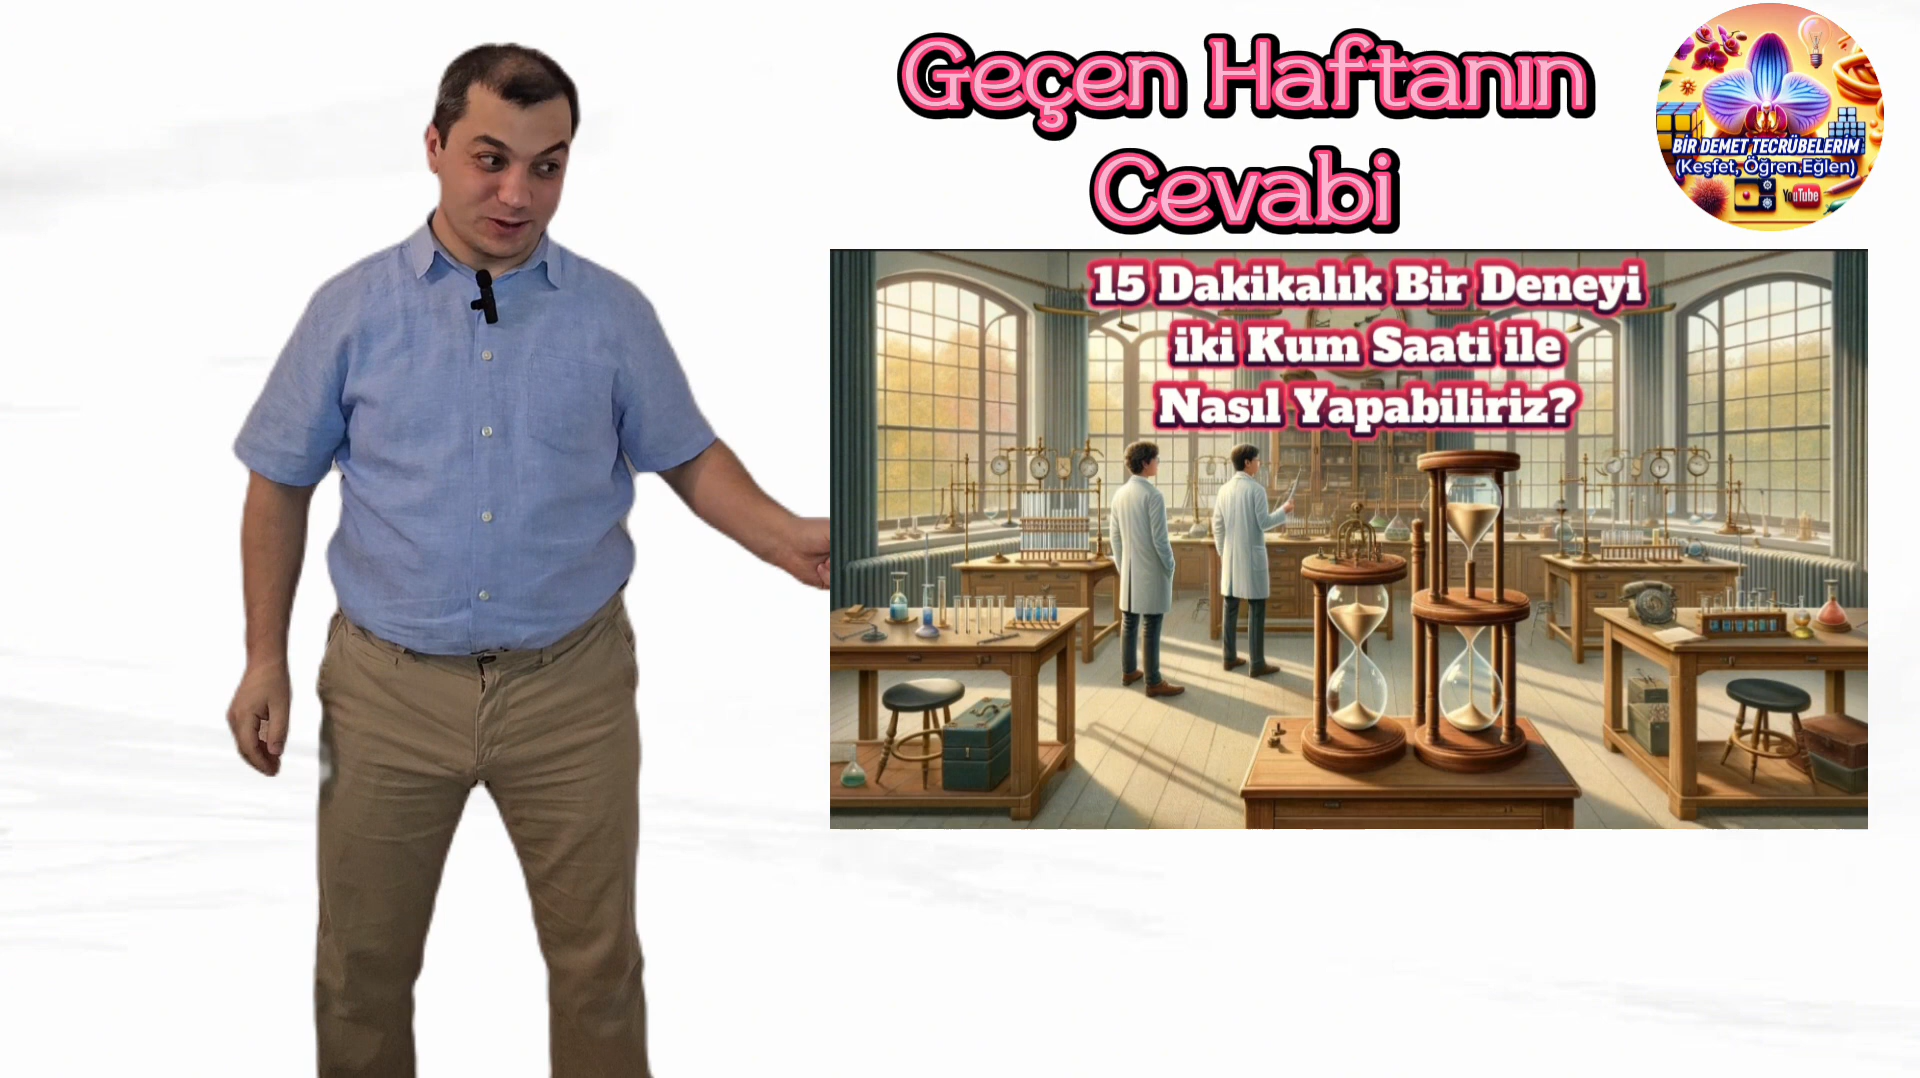 Geçen Haftanın
Cevabi
BİR DEMET TECRÜBELERİM
(Keşfet, Öğren,Eğlen)
YouTube
15 Dakikalık Bir Deneyi
iki Kum Saati ile
Nasıl Yapabiliriz?